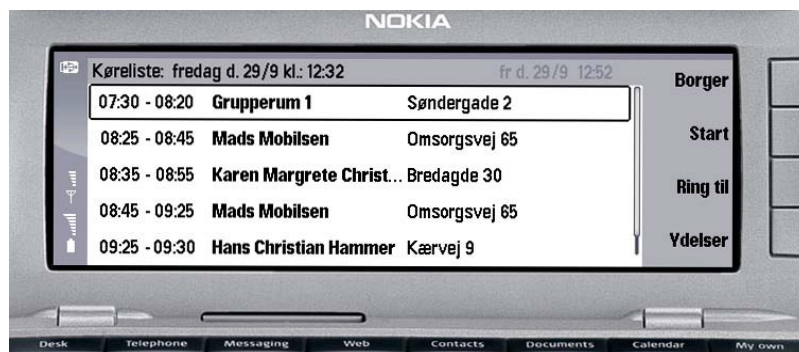 NOKIA
Køreliste: fredag d. 29/9 kl.: 12:32
fr d. 29/9 12:52
07:30 - 08:20 Grupperum 1 Søndergade 2
08:25 - 08:45 Mads Mobilsen Omsorgsvej 65
08:35 - 08:55 Karen Margrete Christ... Bredagde 30
08:45 - 09:25 Mads Mobilsen Omsorgsvej 65
09:25 - 09:30 Hans Christian Hammer Kærvej 9
Borger
Start
Ring til
Ydelser
Desk Telephone Messaging Web Contacts Documents Calendar My own